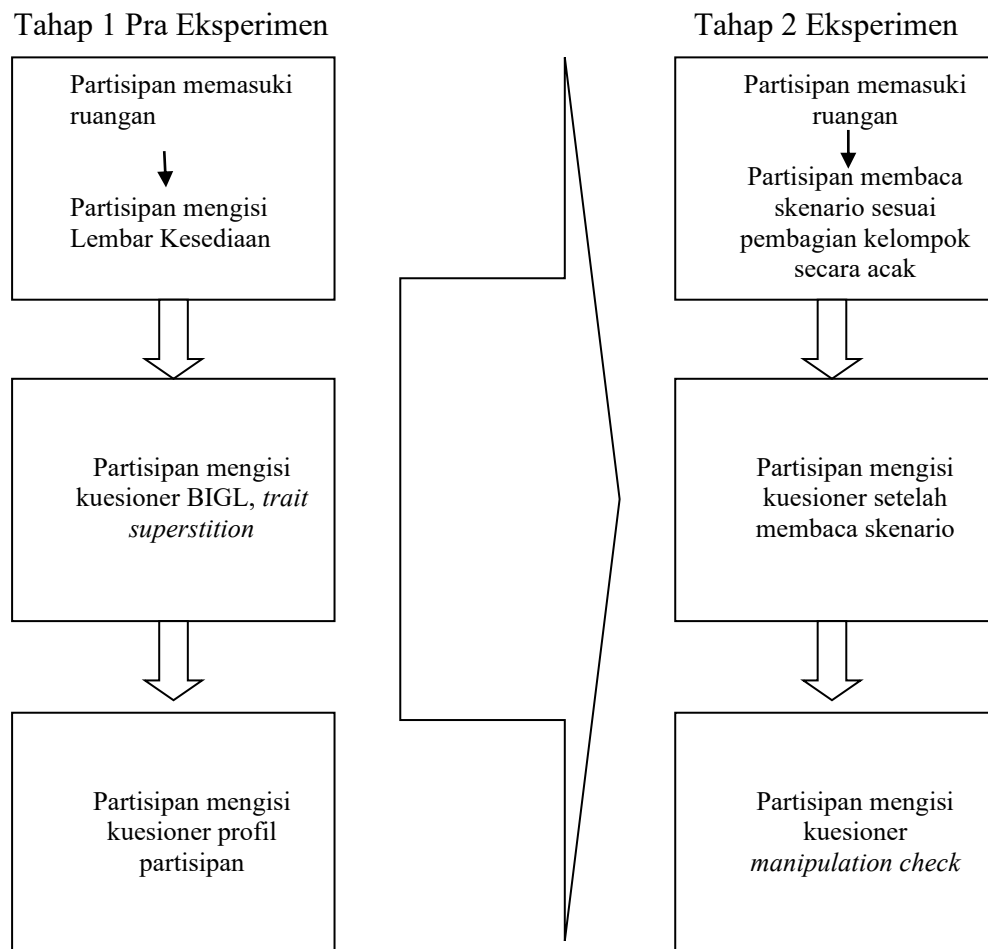 Tahap 1 Pra Eksperimen
Partisipan memasuki
ruangan
Partisipan mengisi
Lembar Kesediaan
Partisipan mengisi
kuesioner BIGL, trait
superstition
Partisipan mengisi
kuesioner profil
partisipan
Tahap 2 Eksperimen
Partisipan memasuki
ruangan
Partisipan membaca
skenario sesuai
pembagian kelompok
secara acak
Partisipan mengisi
kuesioner setelah
membaca skenario
Partisipan mengisi
kuesioner
manipulation check